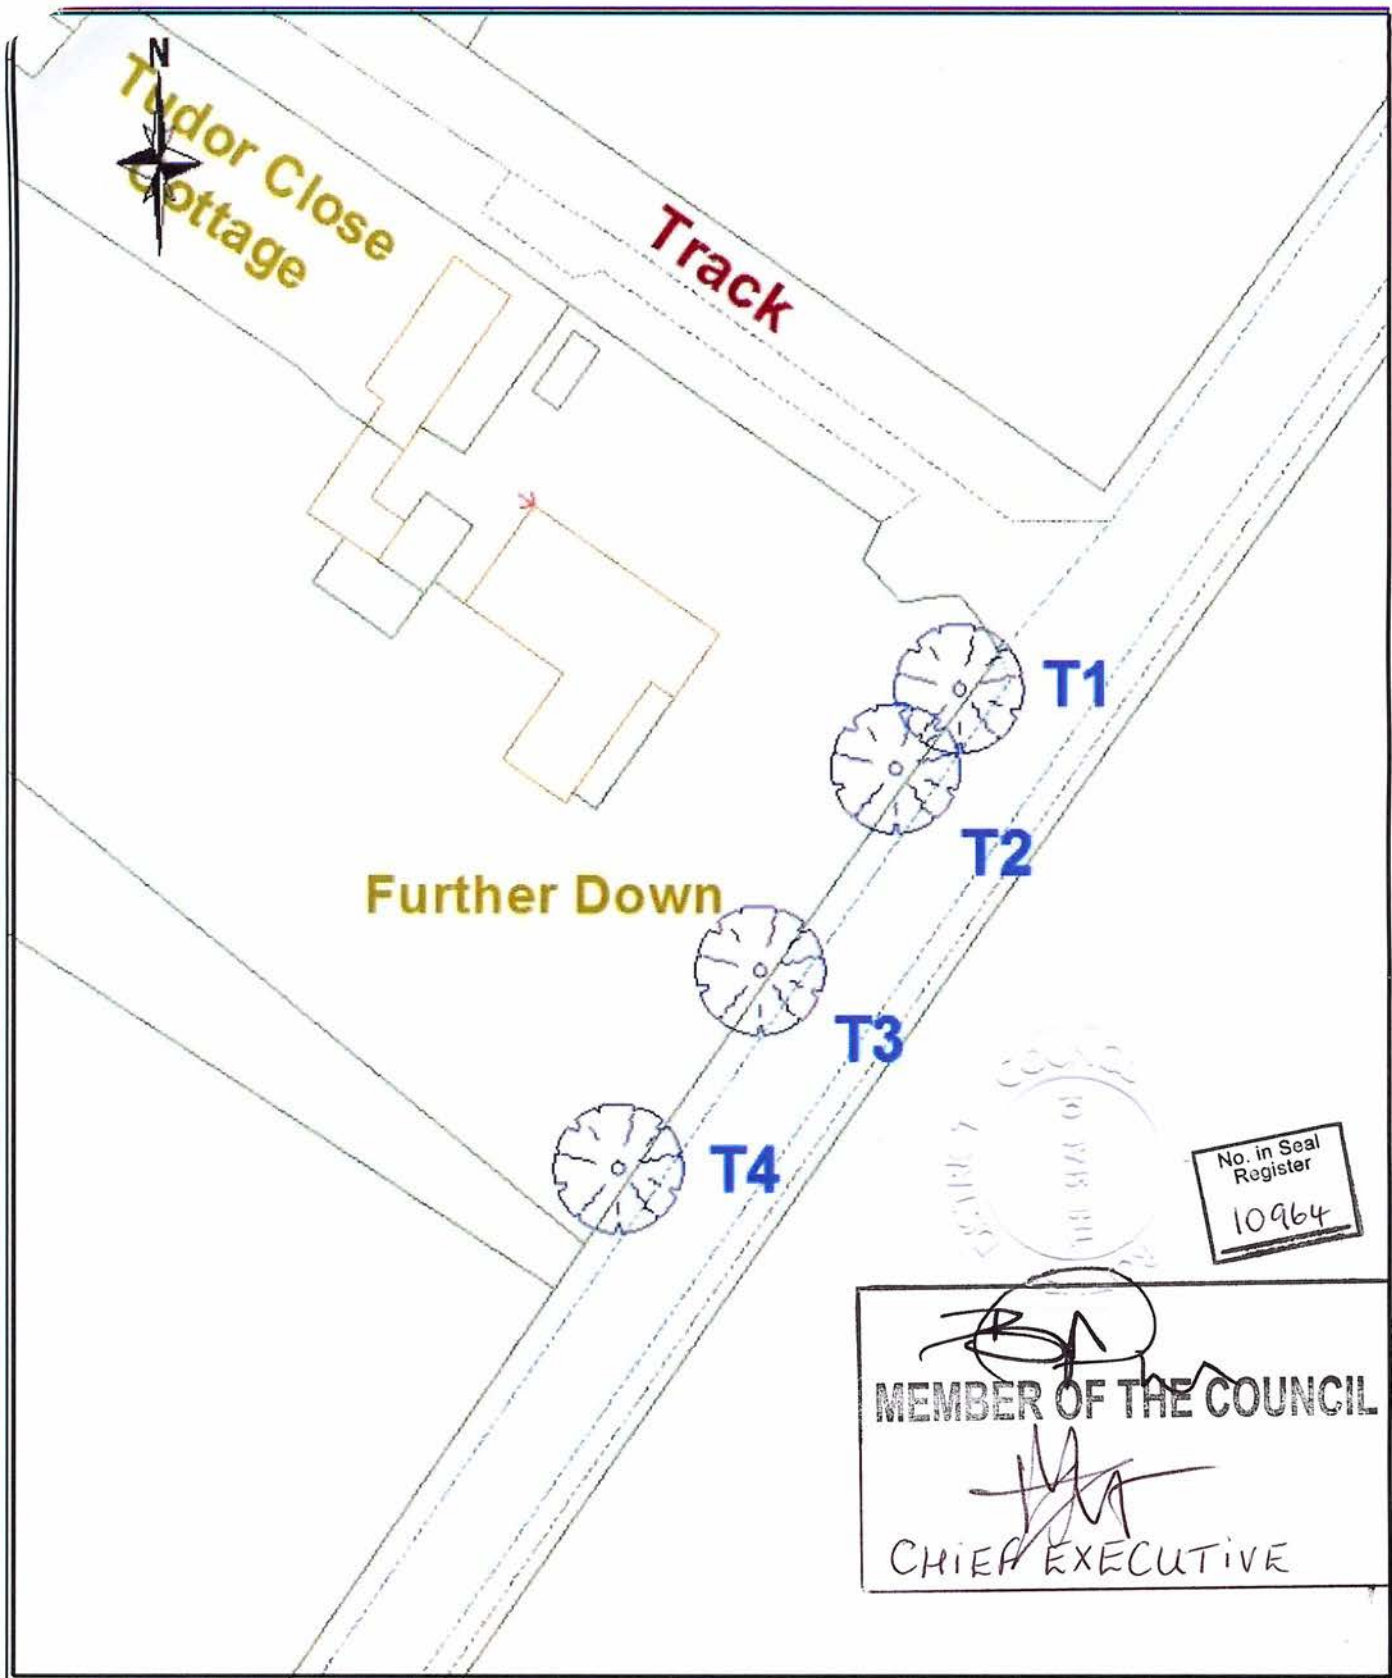 N
Tudor Close
Cottage
Track
T1
T2
Further Down
T3
T4
No. in Seal
Register
10964
MEMBER OF THE COUNCIL
CHIEF EXECUTIVE